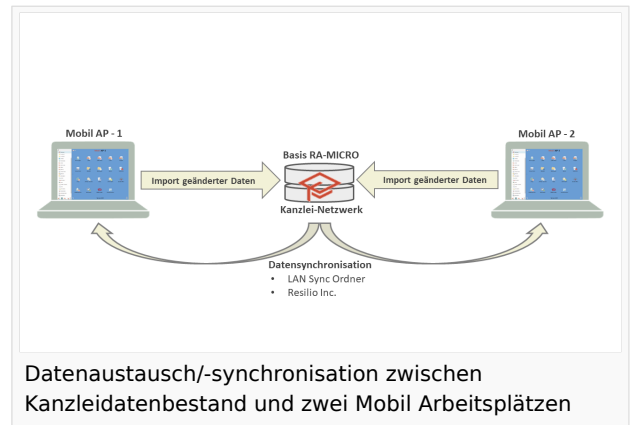 Mobil AP - 1
Mobil AP - 2
Basis RA-MICRO
Import geänderter Daten
Import geänderter Daten
Kanzlei-Netzwerk
Datensynchronisation
• LAN Sync Ordner
• Resilio Inc.
Datenaustausch/-synchronisation zwischen
Kanzleidatenbestand und zwei Mobil Arbeitsplätzen